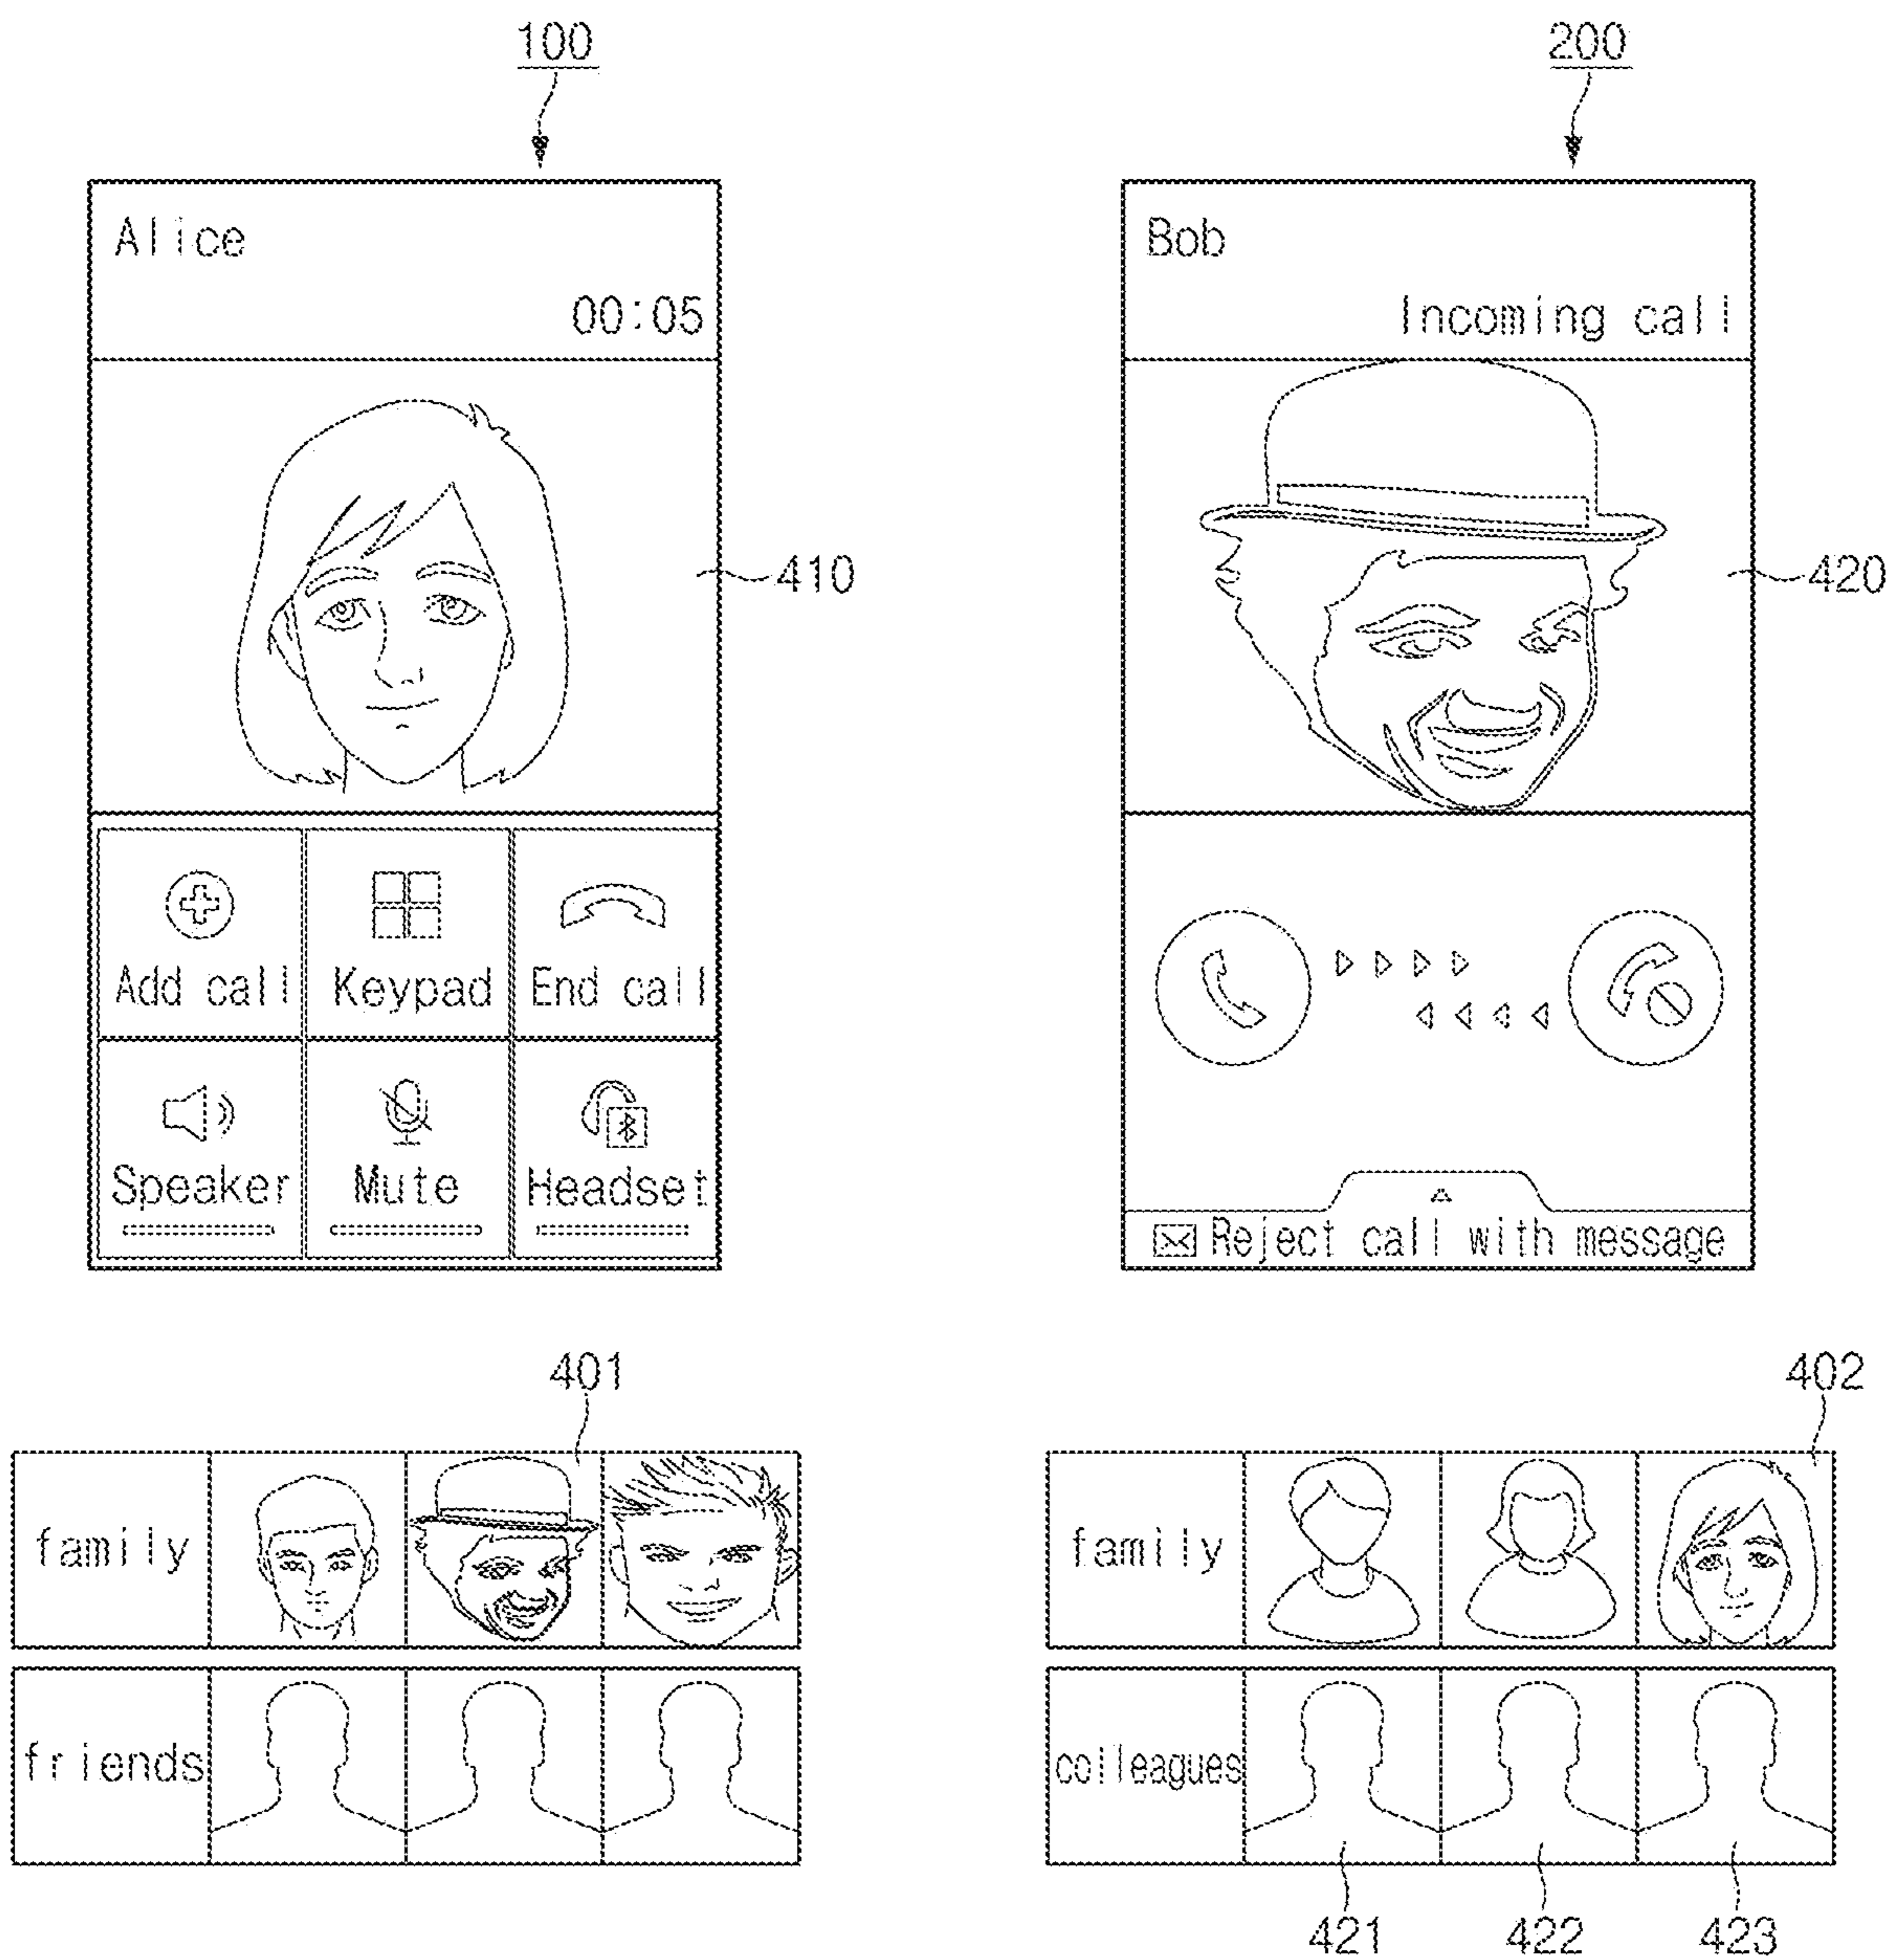 100
200
Alice
00:05
410
Add call
Keypad
End call
Speaker
Mute
Headset
Bob
Incoming call
420
Reject call with message
401
family
friends
402
family
colleagues
421
422
423